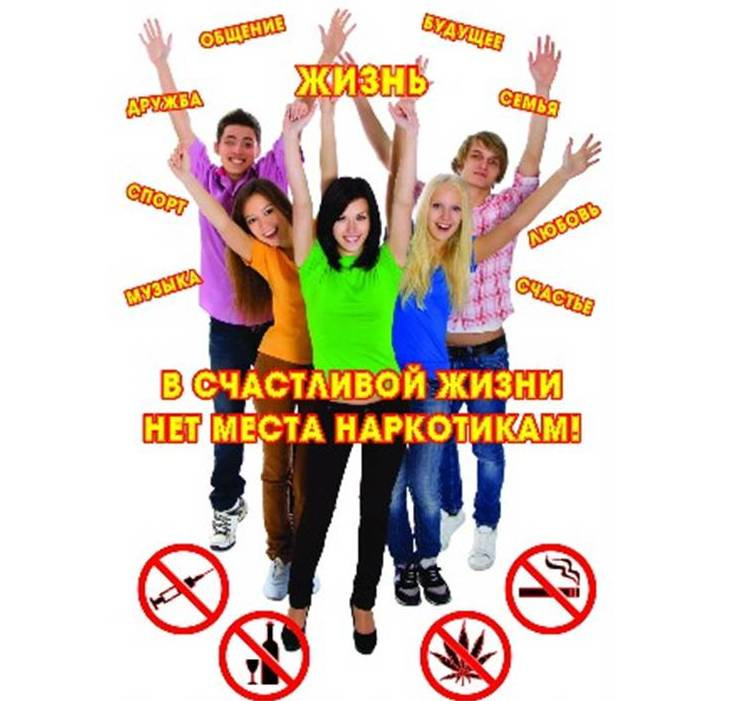 ОБЩЕНИЕ
БУДУЩЕЕ
ЖИЗНЬ
ДРУЖБА
СЕМЬЯ
СПОРТ
ЛЮБОВЬ
МУЗЫКА
СЧАСТЬЕ
В СЧАСТЛИВОЙ ЖИЗНИ
НЕТ МЕСТА НАРКОТИКАМ!